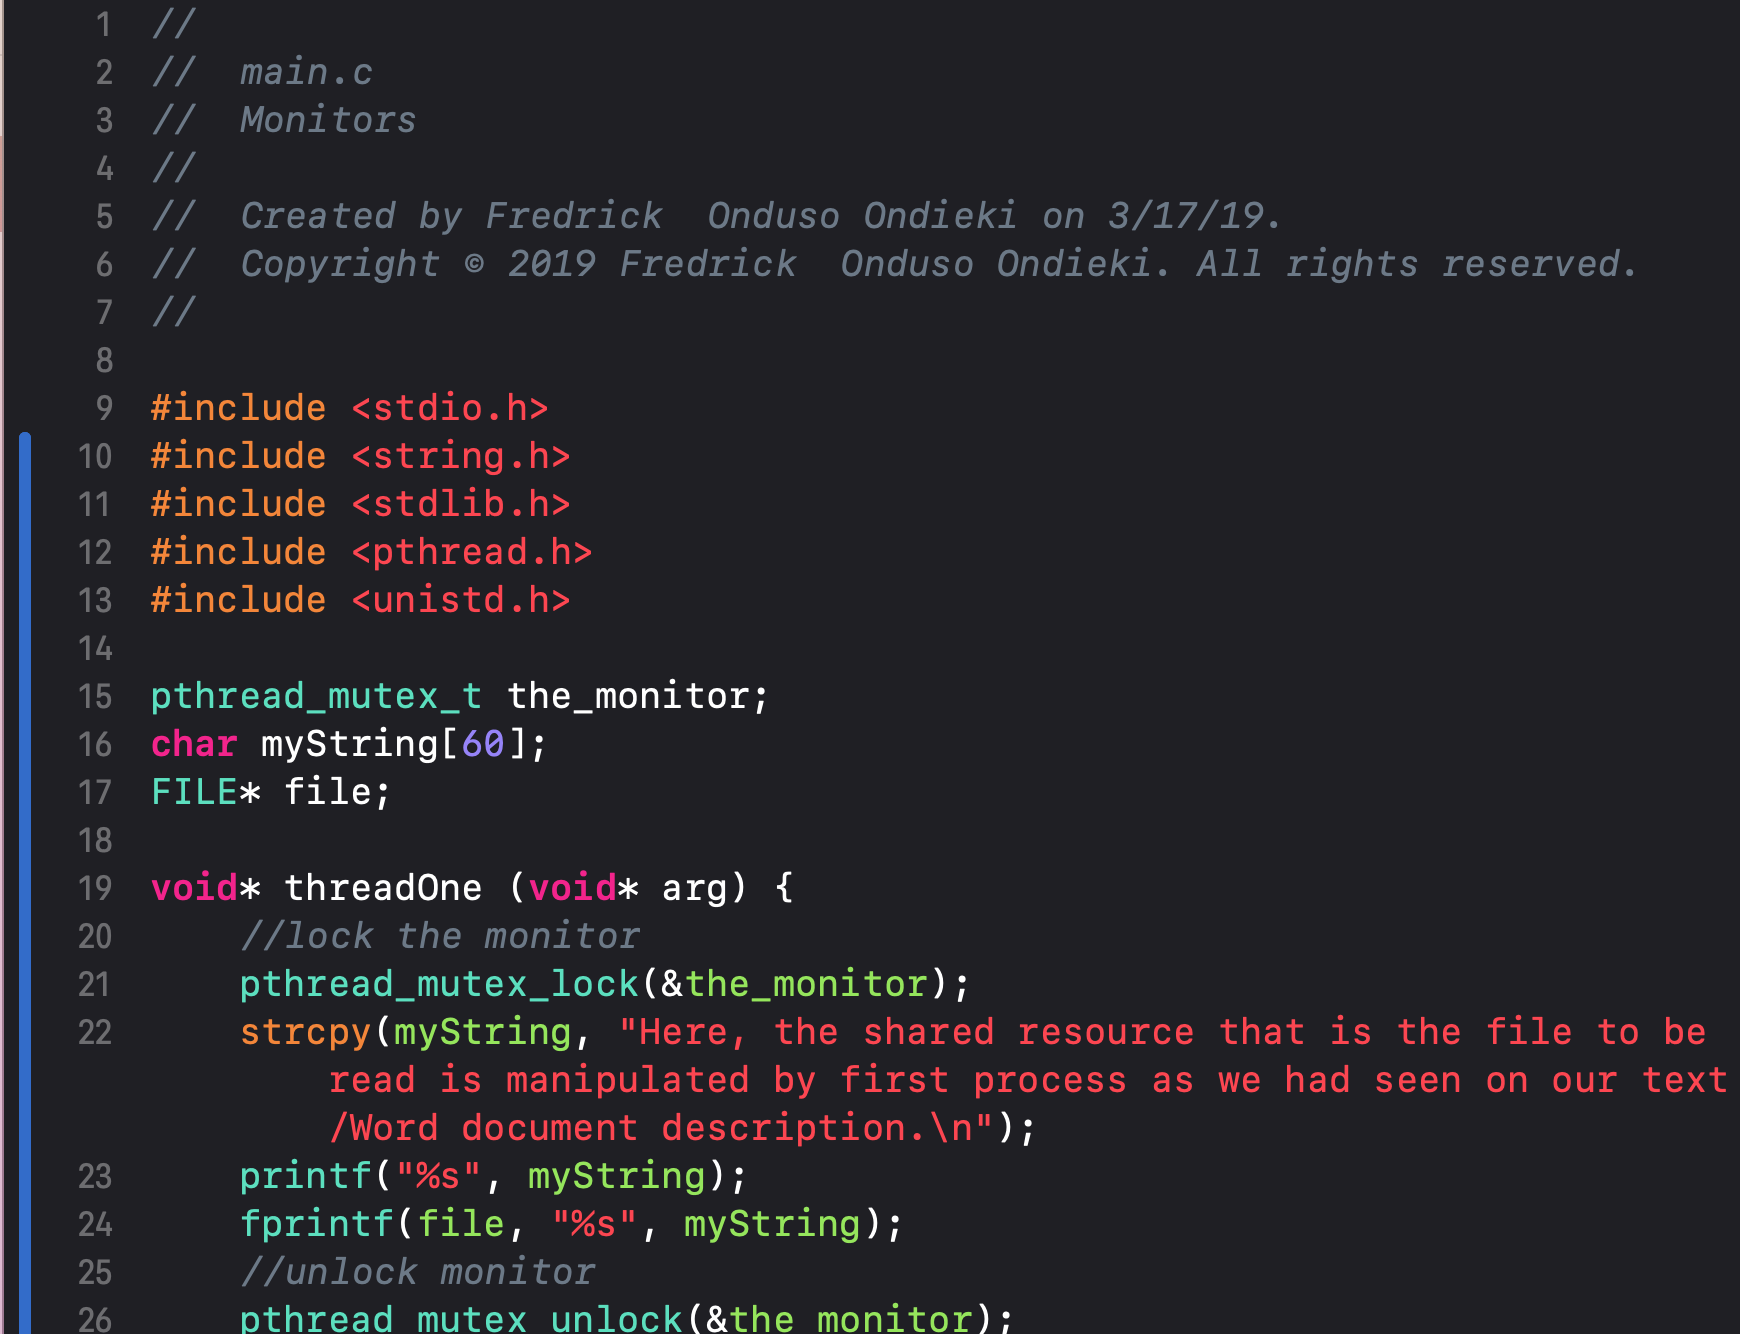 1 //
2 //  main.c
3 //  Monitors
4 //
5 //  Created by Fredrick  Onduso Ondieki on 3/17/19.
6 //  Copyright © 2019 Fredrick  Onduso Ondieki. All rights reserved.
7 //
8
9 #include <stdio.h>
10 #include <string.h>
11 #include <stdlib.h>
12 #include <pthread.h>
13 #include <unistd.h>
14
15 pthread_mutex_t the_monitor;
16 char myString[60];
17 FILE* file;
18
19 void* threadOne (void* arg) {
20     //lock the monitor
21     pthread_mutex_lock(&the_monitor);
22     strcpy(myString, "Here, the shared resource that is the file to be
        read is manipulated by first process as we had seen on our text
        /Word document description.\n");
23     printf("%s", myString);
24     fprintf(file, "%s", myString);
25     //unlock monitor
26     pthread_mutex_unlock(&the_monitor);